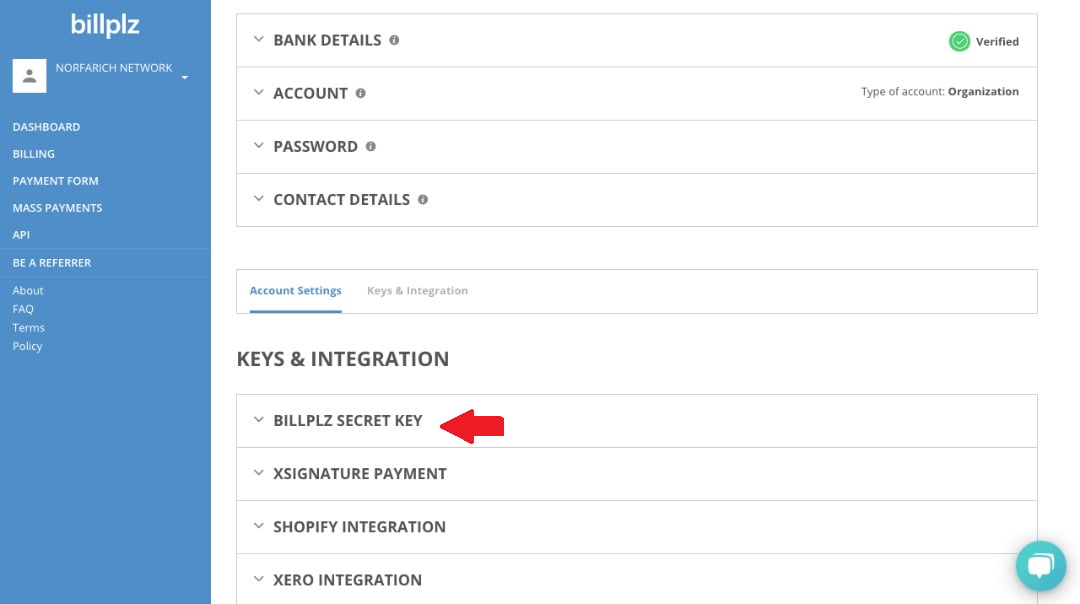 billplz
NORFARICH NETWORK
DASHBOARD
BILLING
PAYMENT FORM
MASS PAYMENTS
API
BE A REFERRER
About
FAQ
Terms
Policy
BANK DETAILS
Verified
ACCOUNT
Type of account: Organization
PASSWORD
CONTACT DETAILS
Account Settings Keys & Integration
KEYS & INTEGRATION
BILLPLZ SECRET KEY
XSIGNATURE PAYMENT
SHOPIFY INTEGRATION
XERO INTEGRATION